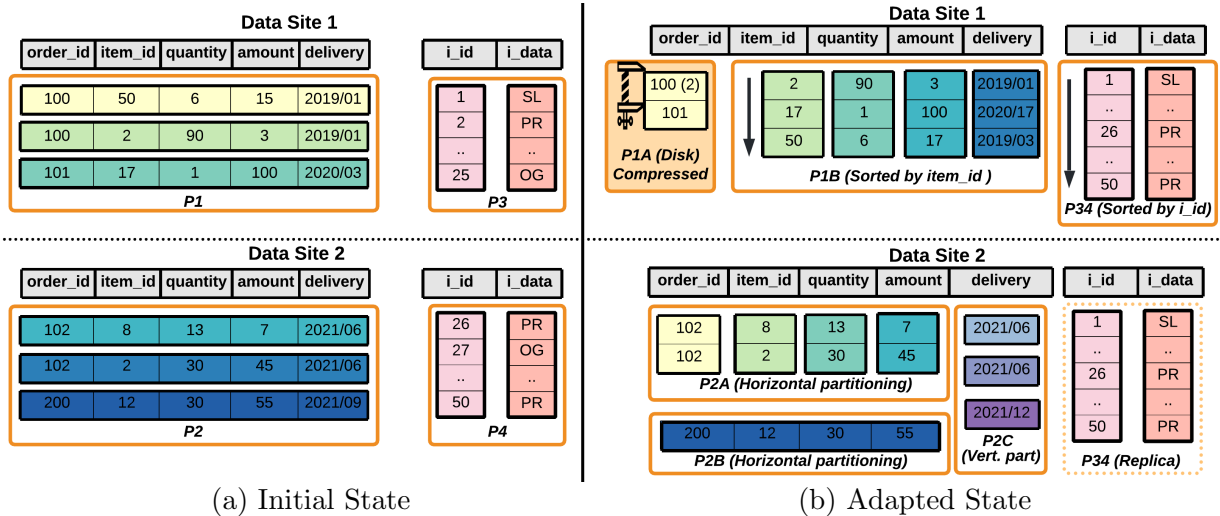 Data Site 1
order_id item_id quantity amount delivery
i_id i_data
100 50 6 15 2019/01
100 2 90 3 2019/01
101 17 1 100 2020/03
P1
1 SL
2 PR
.. ..
25 OG
P3
Data Site 2
order_id item_id quantity amount delivery
i_id i_data
102 8 13 7 2021/06
102 2 30 45 2021/06
200 12 30 55 2021/09
P2
26 PR
27 OG
.. ..
50 PR
P4
(a) Initial State
Data Site 1
order_id item_id quantity amount delivery
i_id i_data
100 (2)
101
P1A (Disk)
Compressed
2 90 3 2019/01
17 1 100 2020/17
50 6 17 2019/03
P1B (Sorted by item_id )
1 SL
.. ..
26 PR
.. ..
50 PR
P34 (Sorted by i_id)
Data Site 2
order_id item_id quantity amount delivery
i_id i_data
102 8 13 7
102 2 30 45
P2A (Horizontal partitioning)
200 12 30 55
P2B (Horizontal partitioning)
2021/06
2021/06
2021/12
P2C
(Vert. part)
1 SL
.. ..
26 PR
.. ..
50 PR
P34 (Replica)
(b) Adapted State